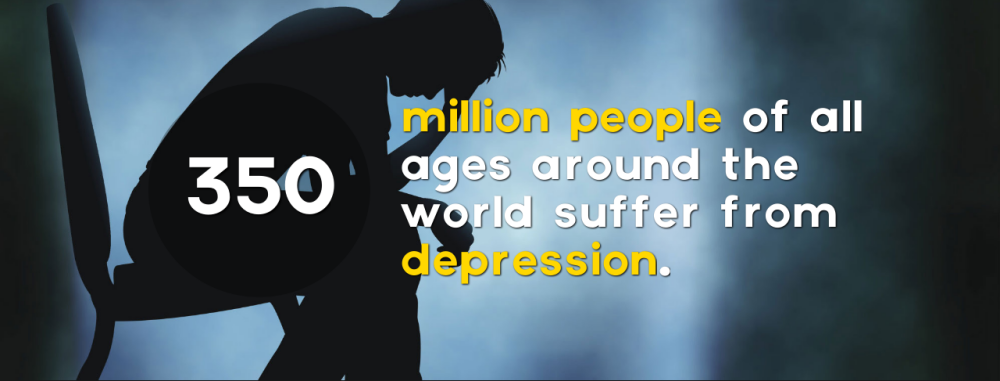 350
million people of all
ages around the
world suffer from
depression.